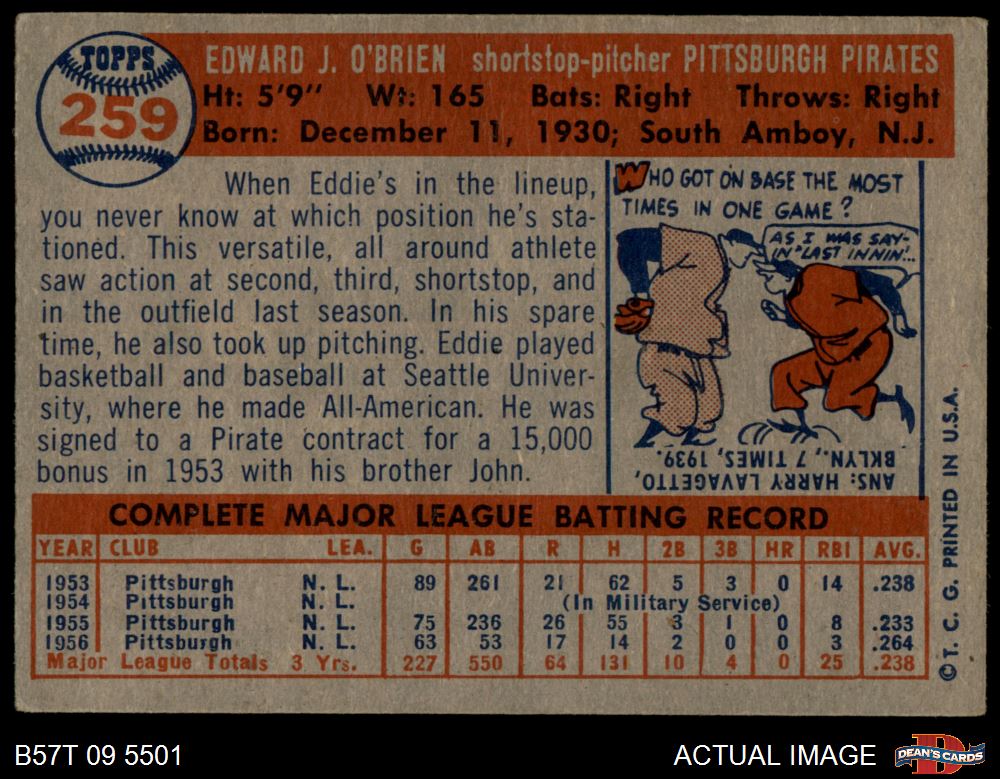 TOPPS
259
EDWARD J. O'BRIEN shortstop-pitcher PITTSBURGH PIRATES
Ht: 5'9" Wt: 165 Bats: Right Throws: Right
Born: December 11, 1930; South Amboy, N.J.
When Eddie's in the lineup,
you never know at which position he's sta-
tioned. This versatile, all around athlete
saw action at second, third, shortstop, and
in the outfield last season. In his spare
time, he also took up pitching. Eddie played
basketball and baseball at Seattle Univer-
sity, where he made All-American. He was
signed to a Pirate contract for a 15,000
bonus in 1953 with his brother John.
WHO GOT ON BASE THE MOST
TIMES IN ONE GAME?
AS I WAS SAY-
IN" LAST INNIN'...
ANS: HARRY LAVAGETTO,
BKLYN., 7 TIMES, 1939.
COMPLETE MAJOR LEAGUE BATTING RECORD
YEAR CLUB LEA. G AB R H 2B 3B HR RBI AVG.
1953 Pittsburgh N. L. 89 261 21 62 5 3 0 14 .238
1954 Pittsburgh N. L. (In Military Service)
1955 Pittsburgh N. L. 75 236 26 55 3 1 0 8 .233
1956 Pittsburgh N. L. 63 53 17 14 2 0 0 3 .264
Major League Totals 3 Yrs. 227 550 64 131 10 4 0 25 .238
© T. C. G. PRINTED IN U.S.A.
B57T 09 5501
ACTUAL IMAGE
D
DEAN'S CARDS